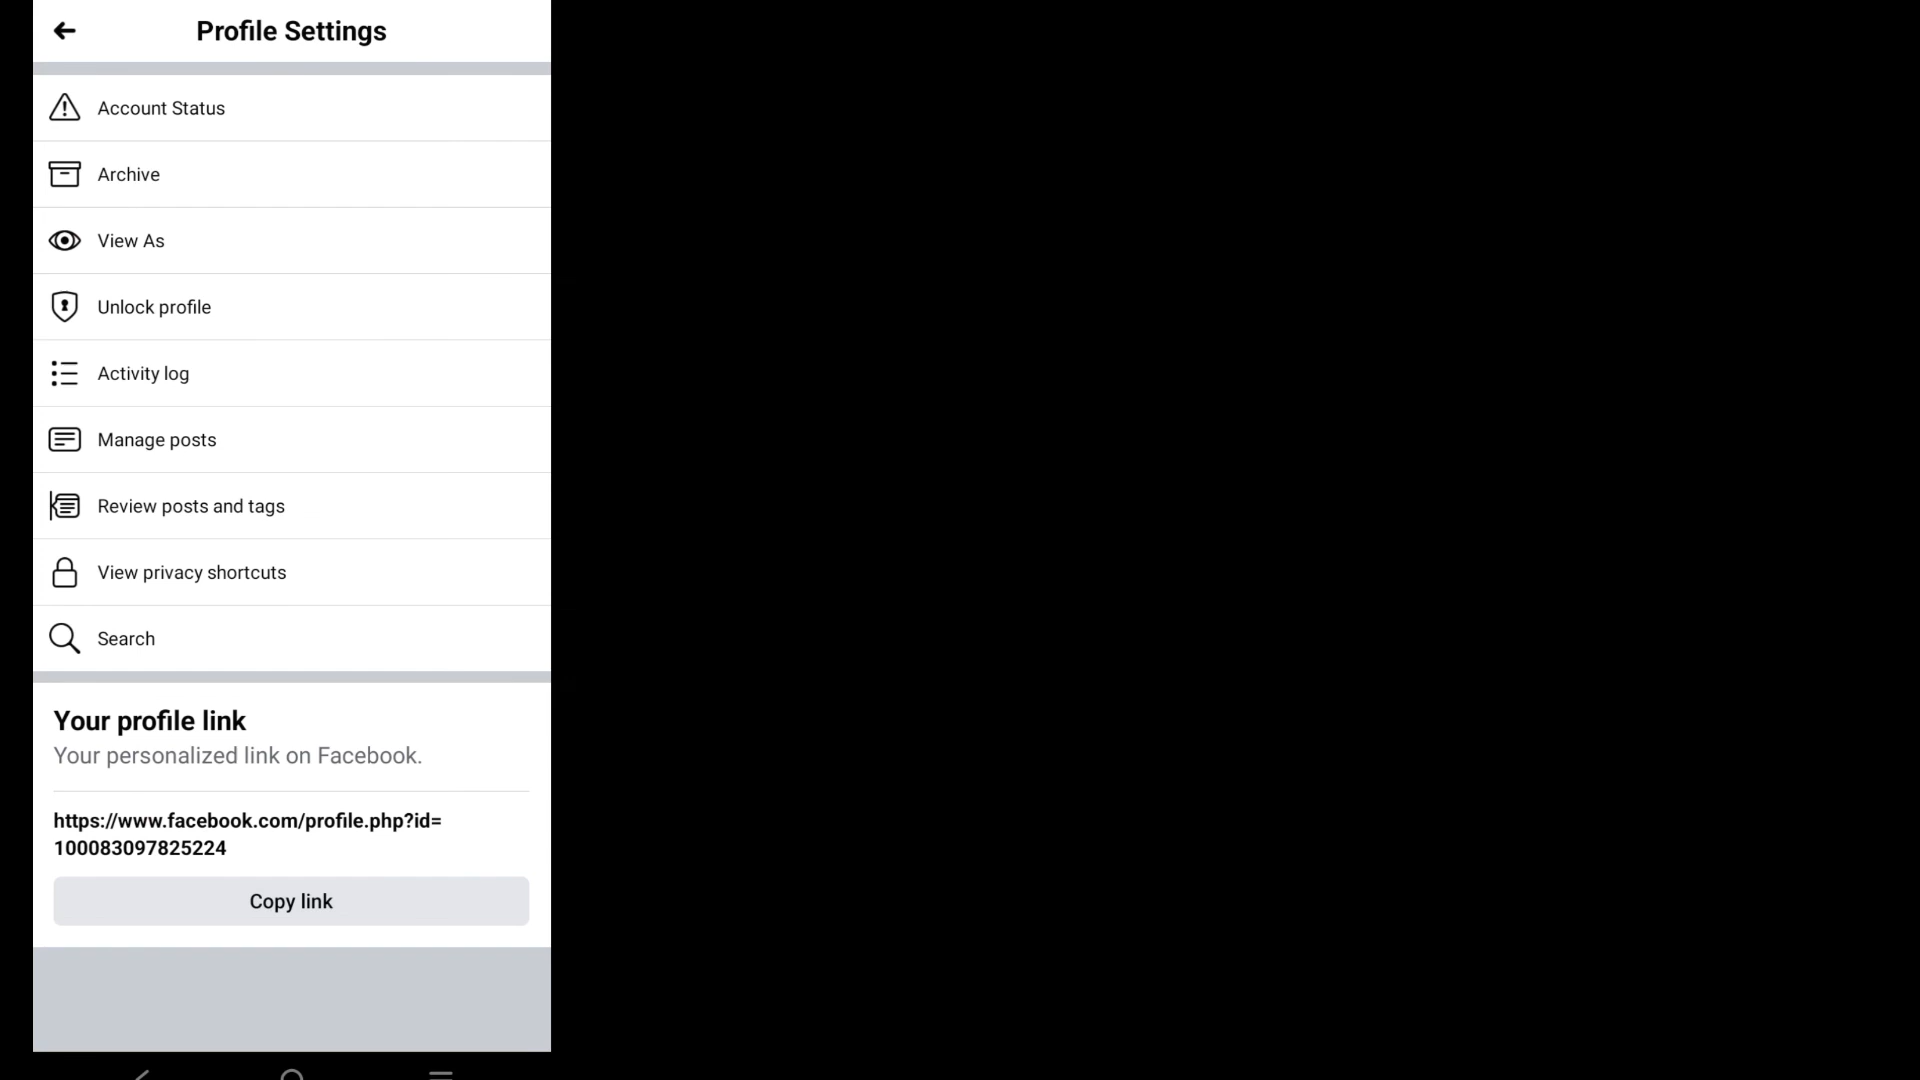 Profile Settings
Account Status
Archive
View As
Unlock profile
Activity log
Manage posts
Review posts and tags
View privacy shortcuts
Search
Your profile link
Your personalized link on Facebook.
https://www.facebook.com/profile.php?id=
100083097825224
Copy link